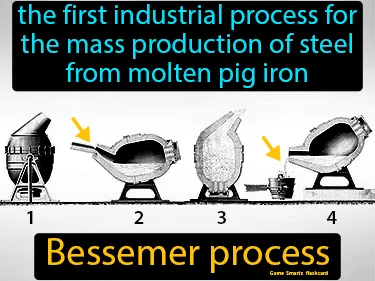 the first industrial process for
the mass production of steel
from molten pig iron
1 2 3 4
Bessemer process
Game Smartz flashcard